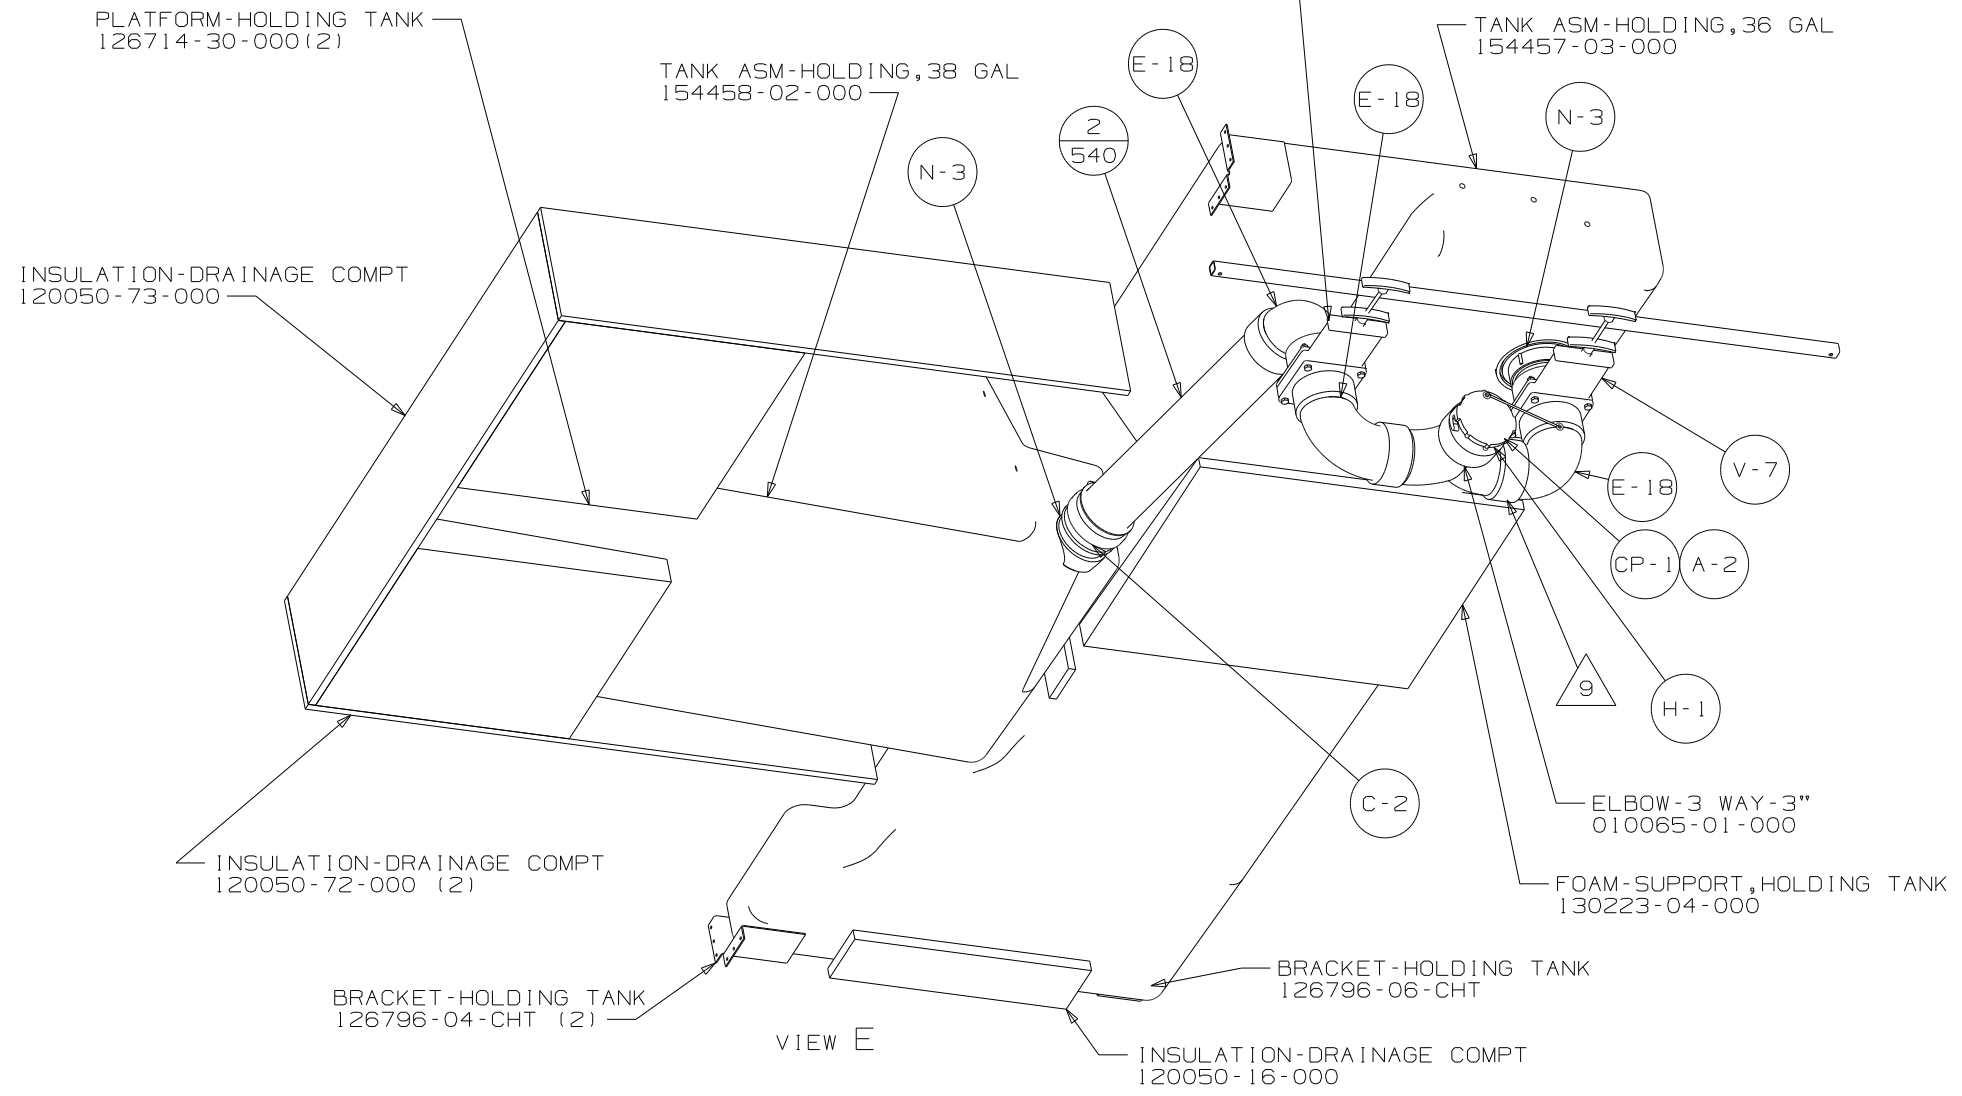 PLATFORM-HOLDING TANK
126714-30-000(2)
TANK ASM-HOLDING,38 GAL
154458-02-000
TANK ASM-HOLDING,36 GAL
154457-03-000
E-18
E-18
N-3
2
540
N-3
INSULATION-DRAINAGE COMPT
120050-73-000
V-7
E-18
CP-1
A-2
9
H-1
C-2
ELBOW-3 WAY-3"
010065-01-000
INSULATION-DRAINAGE COMPT
120050-72-000 (2)
FOAM-SUPPORT,HOLDING TANK
130223-04-000
BRACKET-HOLDING TANK
126796-06-CHT
BRACKET-HOLDING TANK
126796-04-CHT (2)
VIEW E
INSULATION-DRAINAGE COMPT
120050-16-000